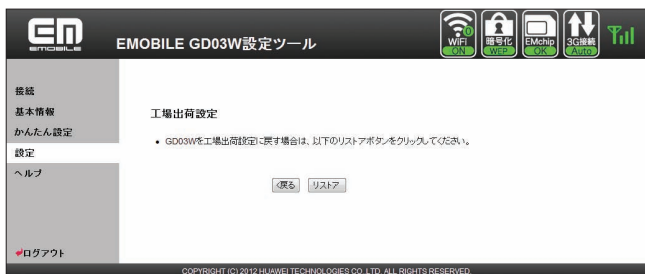 EM
EMOBILE
EMOBILE GD03W設定ツール
WiFi
ON
暗号化
WEP
EMchip
OK
3G接続
Auto
接続
基本情報
かんたん設定
設定
ヘルプ
ログアウト
工場出荷設定
• GD03Wを工場出荷設定に戻す場合は、以下のリストアボタンをクリックしてください。
<戻る リストア
COPYRIGHT (C) 2012 HUAWEI TECHNOLOGIES CO. LTD. ALL RIGHTS RESERVED.